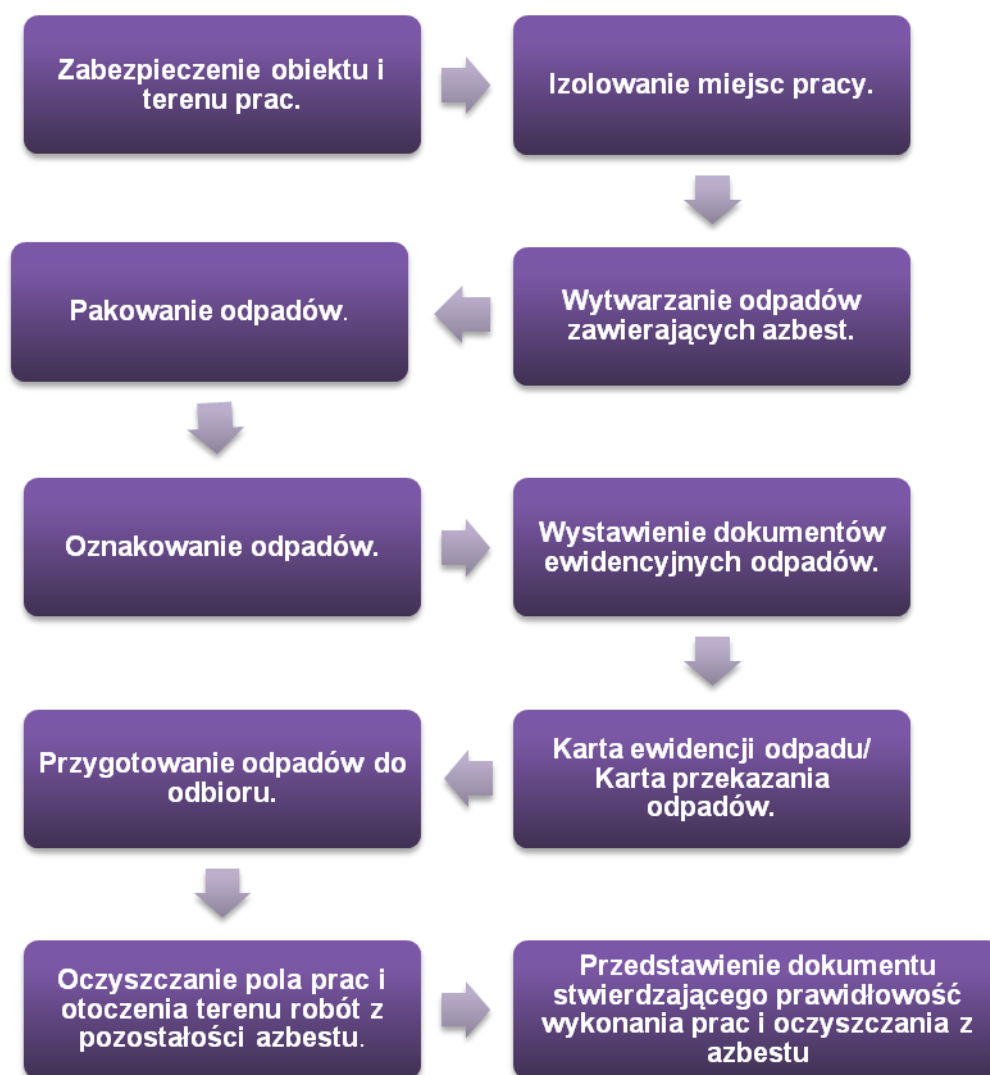 Zabezpieczenie obiektu i
terenu prac.
Izolowanie miejsc pracy.
Wytwarzanie odpadów
zawierających azbest.
Pakowanie odpadów.
Oznakowanie odpadów.
Wystawienie dokumentów
ewidencyjnych odpadów.
Karta ewidencji odpadu/
Karta przekazania
odpadów.
Przygotowanie odpadów do
odbioru.
Oczyszczanie pola prac i
otoczenia terenu robót z
pozostałości azbestu.
Przedstawienie dokumentu
stwierdzającego prawidłowość
wykonania prac i oczyszczania z
azbestu